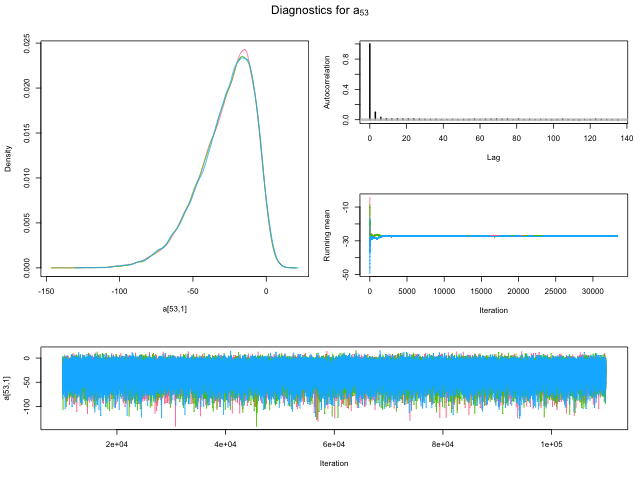 Diagnostics for a53
Density
0.000
0.005
0.010
0.015
0.020
0.025
-150
-100
-50
0
a[53,1]
Autocorrelation
0.0
0.4
0.8
0
20
40
60
80
100
120
140
Lag
Running mean
-50
-30
-10
0
5000
10000
15000
20000
25000
30000
Iteration
a[53,1]
-100
-50
0
2e+04
4e+04
6e+04
8e+04
1e+05
Iteration